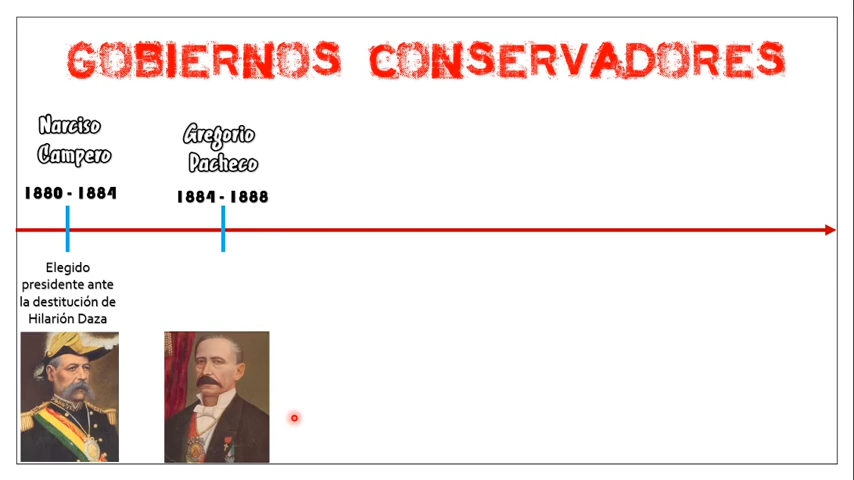 GOBIERNOS CONSERVADORES
Narciso
Campero
1880 - 1884
Gregorio
Pacheco
1884 - 1888
Elegido
presidente ante
la destitución de
Hilarión Daza